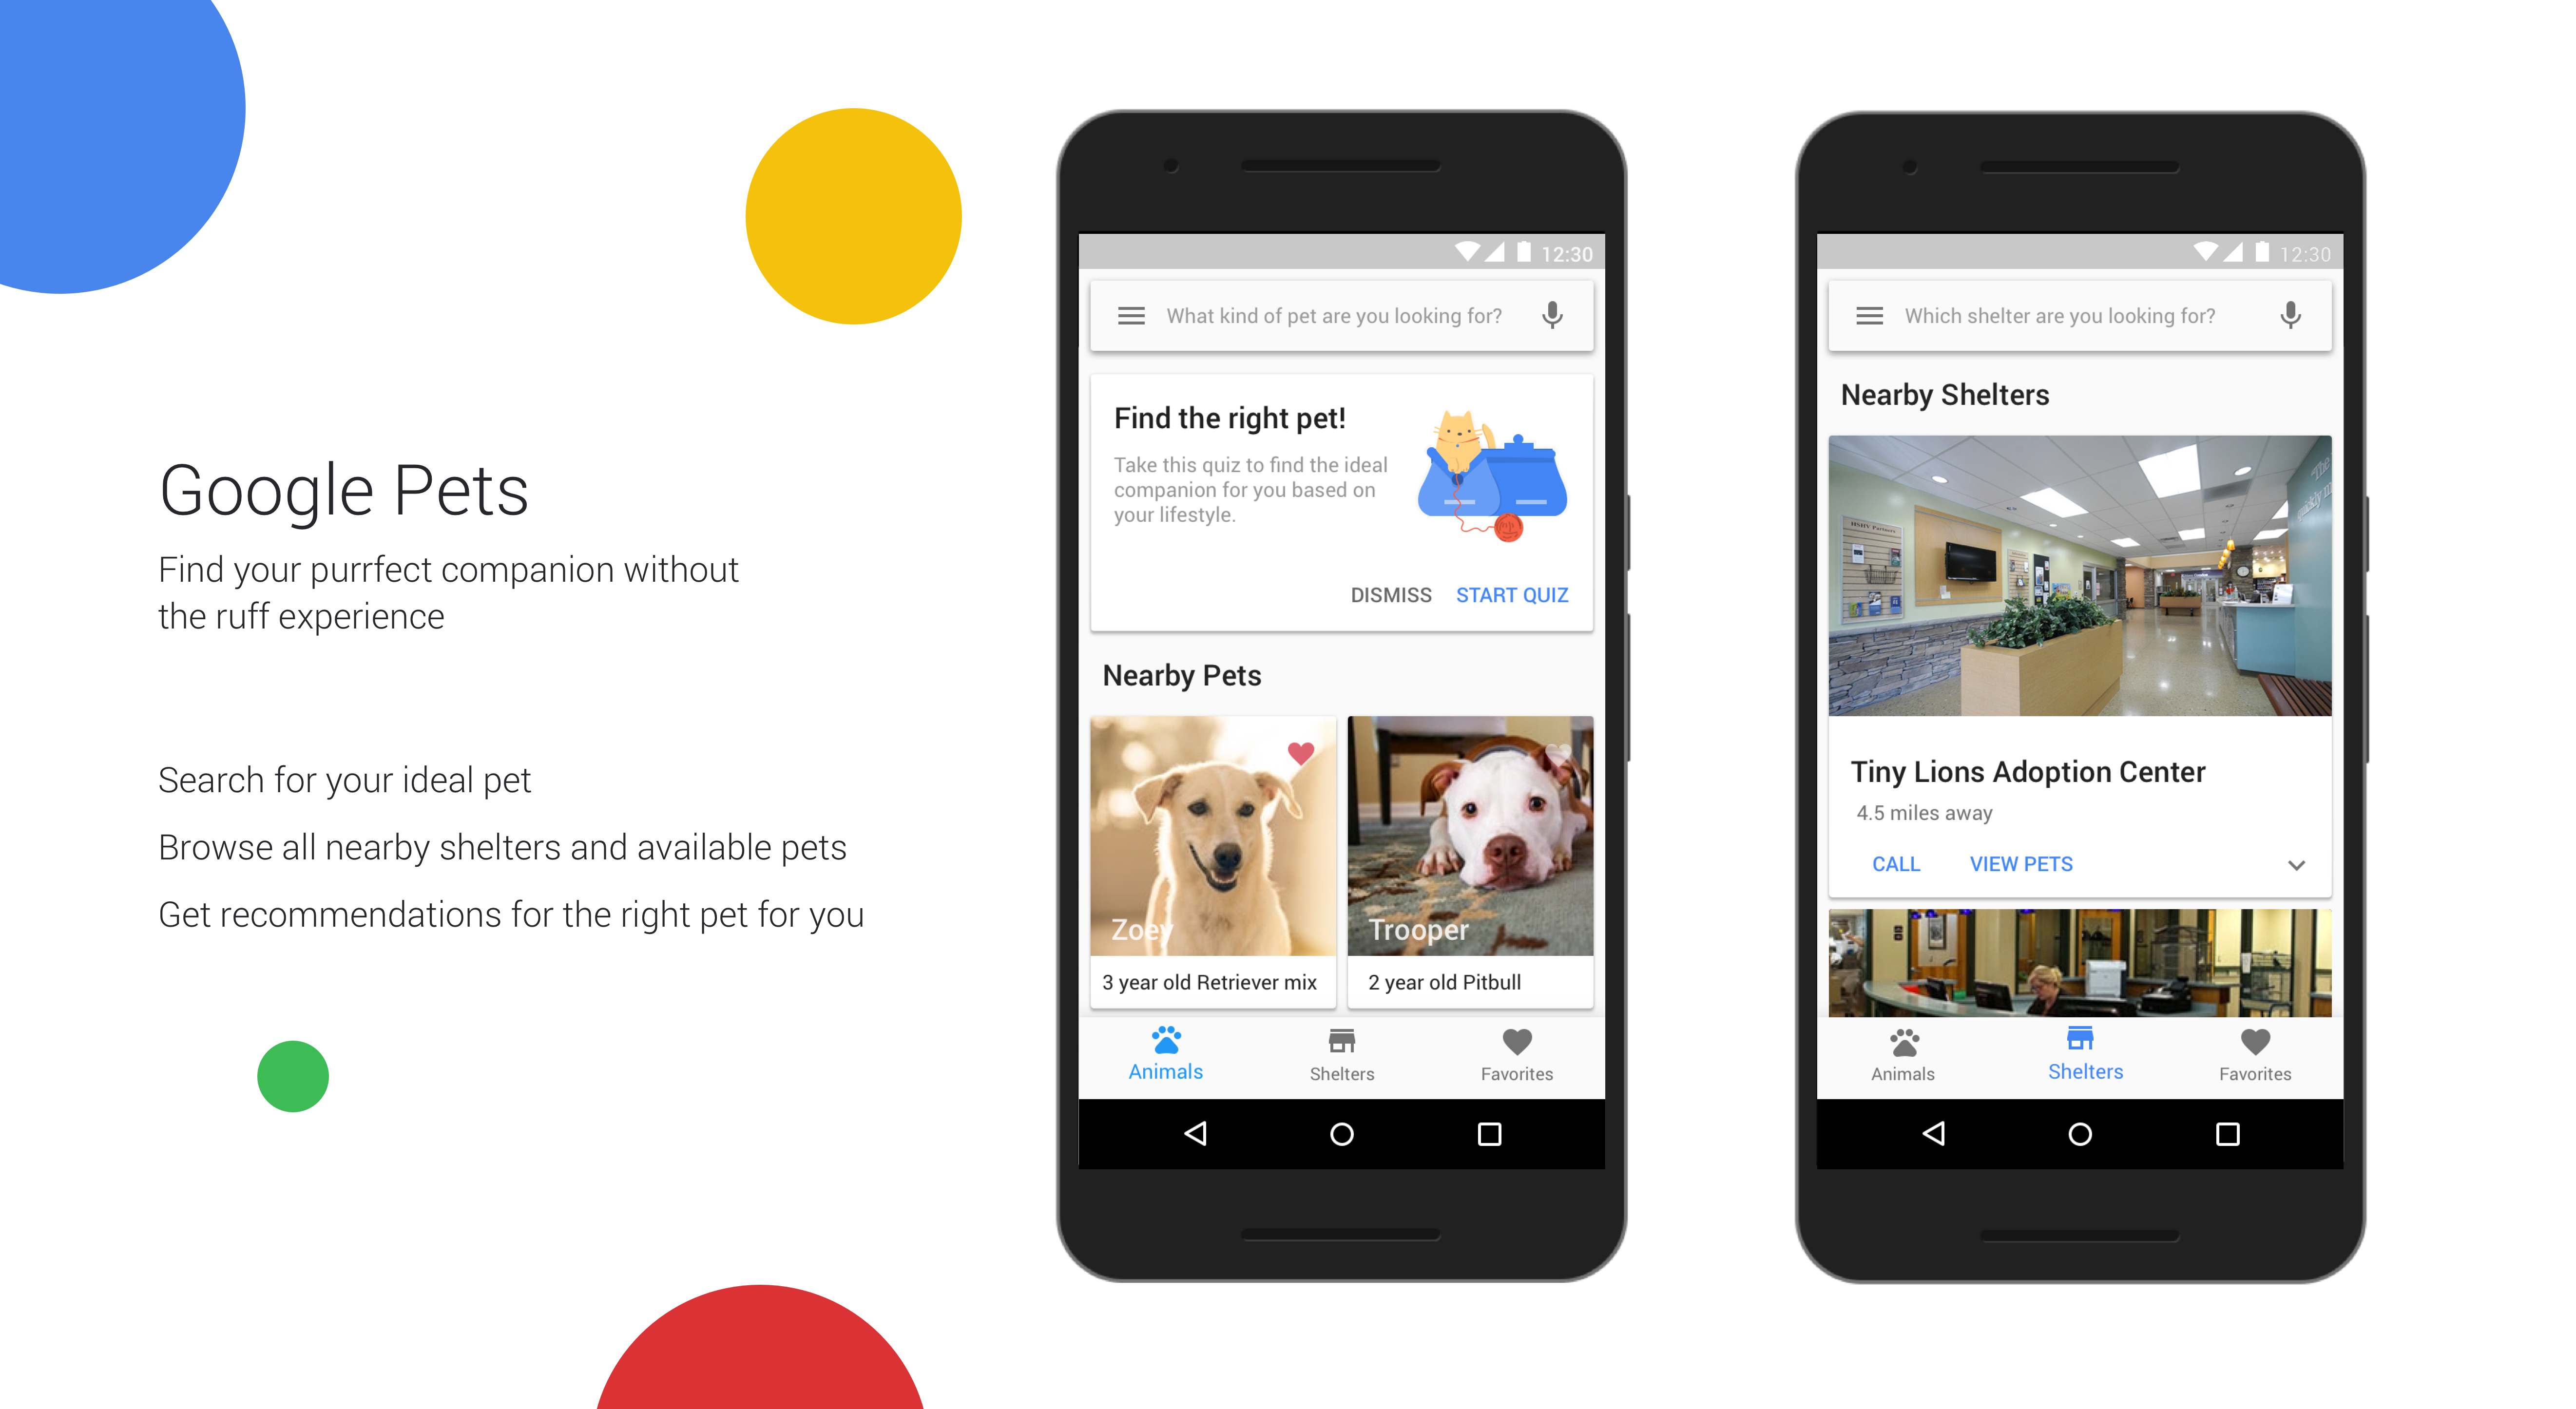 Google Pets
Find your purrfect companion without
the ruff experience
Search for your ideal pet
Browse all nearby shelters and available pets
Get recommendations for the right pet for you
12:30
What kind of pet are you looking for?
Find the right pet!
Take this quiz to find the ideal
companion for you based on
your lifestyle.
DISMISS START QUIZ
Nearby Pets
Zoey
Trooper
3 year old Retriever mix
2 year old Pitbull
Animals
Shelters
Favorites
12:30
Which shelter are you looking for?
Nearby Shelters
HSHV Partners
Tiny Lions Adoption Center
4.5 miles away
CALL VIEW PETS
Animals
Shelters
Favorites